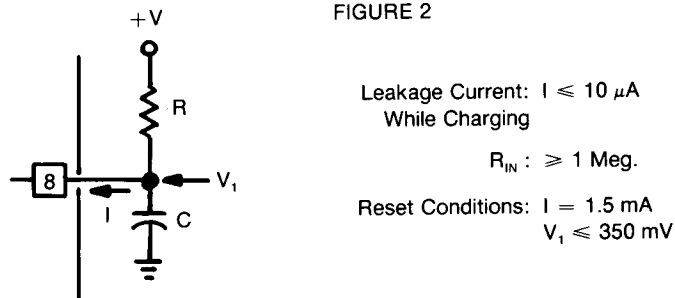 FIGURE 2
+V
R
8
I
V₁
C
Leakage Current: I ≤ 10 μA
While Charging
R_IN : ≥ 1 Meg.
Reset Conditions: I = 1.5 mA
V₁ ≤ 350 mV